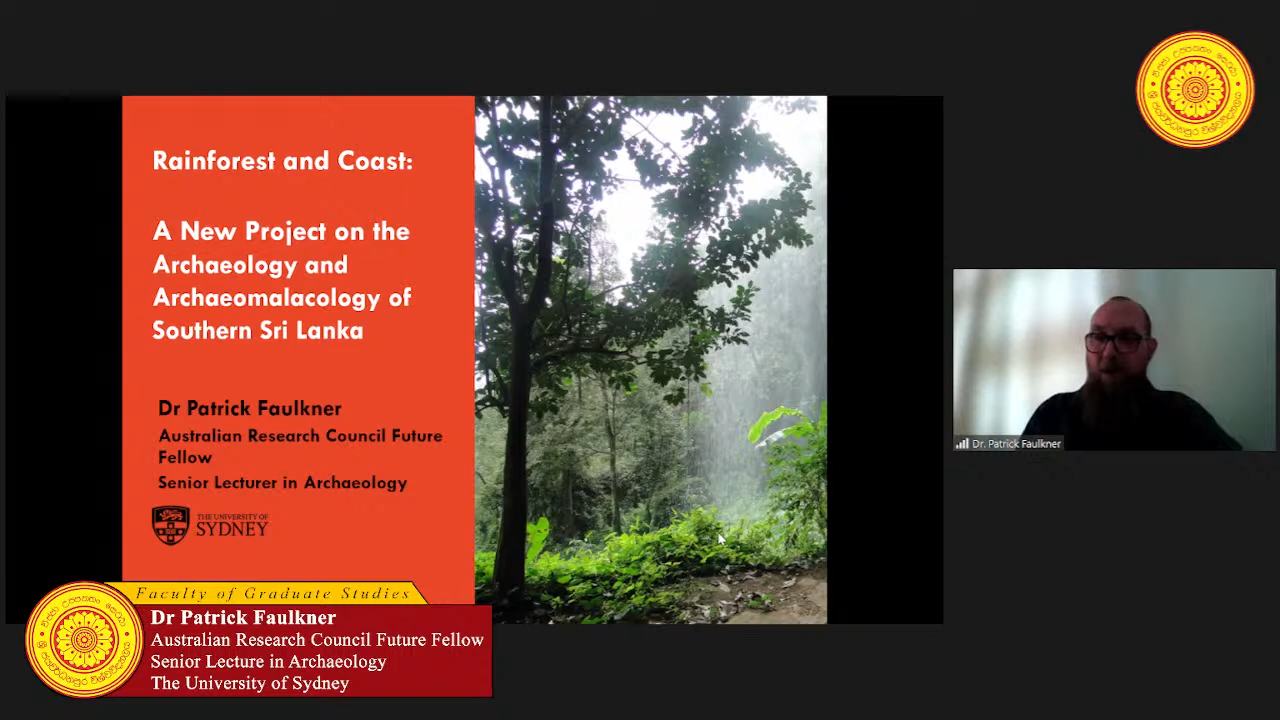 Rainforest and Coast:
A New Project on the
Archaeology and
Archaeomalacology of
Southern Sri Lanka
Dr Patrick Faulkner
Australian Research Council Future
Fellow
Senior Lecturer in Archaeology
THE UNIVERSITY OF
SYDNEY
Dr. Patrick Faulkner
Faculty of Graduate Studies
Dr Patrick Faulkner
Australian Research Council Future Fellow
Senior Lecture in Archaeology
The University of Sydney